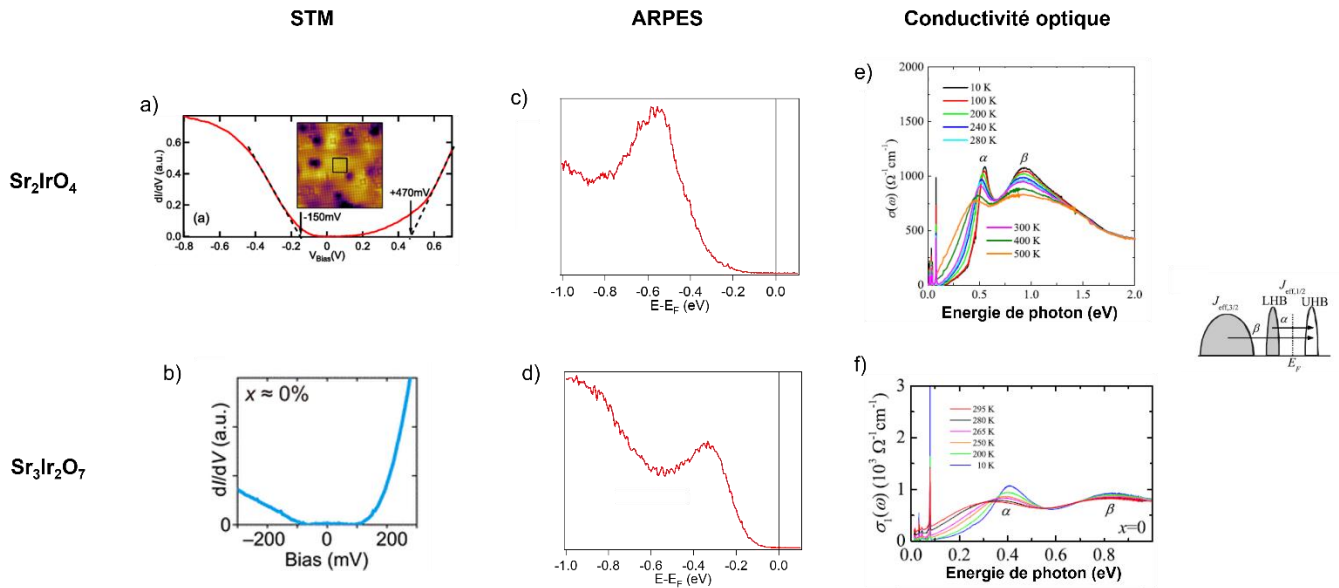 STM
ARPES
Conductivité optique
Sr2IrO4
a)
dI/dV (a.u.)
0.6
0.4
0.2
0.0
(a)
-150mV
+470mV
-0.8 -0.6 -0.4 -0.2 0.0 0.2 0.4 0.6
VBias(V)
c)
-1.0 -0.8 -0.6 -0.4 -0.2 0.0
E-EF (eV)
e)
σ(ω) (Ω-1cm-1)
2000
1500
1000
500
0
10 K
100 K
200 K
240 K
280 K
α
β
300 K
400 K
500 K
0.0 0.5 1.0 1.5 2.0
Energie de photon (eV)
Jeff,3/2
Jeff,1/2
LHB
UHB
β
α
EF
Sr3Ir2O7
b)
x ≈ 0%
dI/dV (a.u.)
0
−200 0 200
Bias (mV)
d)
-1.0 -0.8 -0.6 -0.4 -0.2 0.0
E-EF (eV)
f)
σ1(ω) (10³ Ω-1cm-1)
3
2
1
0
295 K
280 K
265 K
250 K
200 K
10 K
α
β
x=0
0.0 0.2 0.4 0.6 0.8
Energie de photon (eV)